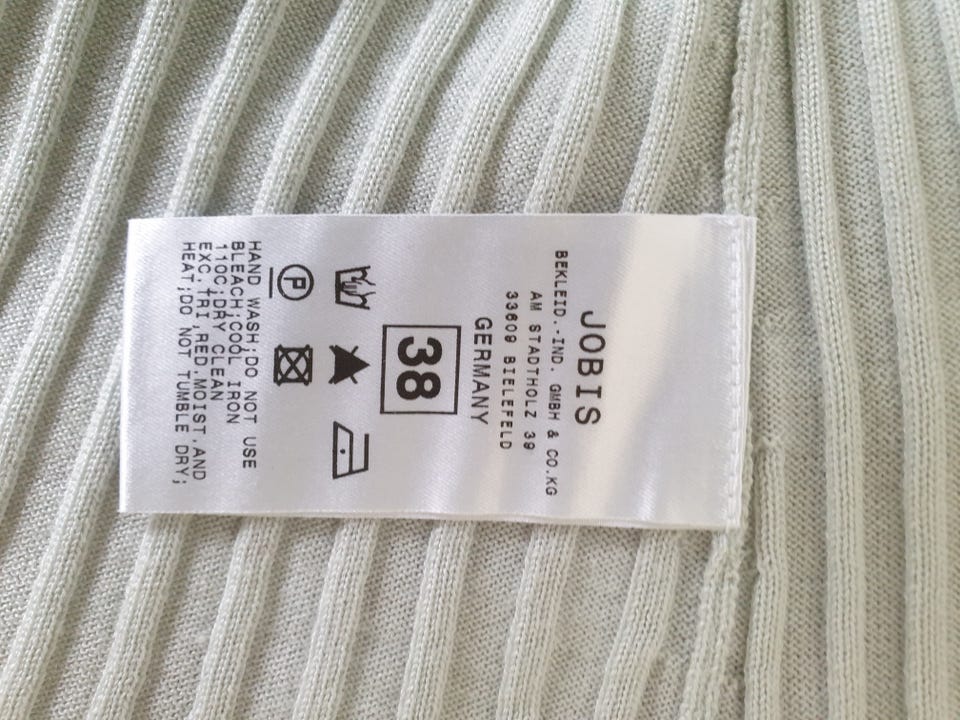 JOBIS
BEKLEID.-IND. GMBH & CO.KG
AM STADTHOLZ 39
33609 BIELEFELD
GERMANY
38
P
HAND WASH;DO NOT USE
BLEACH;COOL IRON
110C;DRY CLEAN
EXC.TRI,RED.MOIST.AND
HEAT;DO NOT TUMBLE DRY;